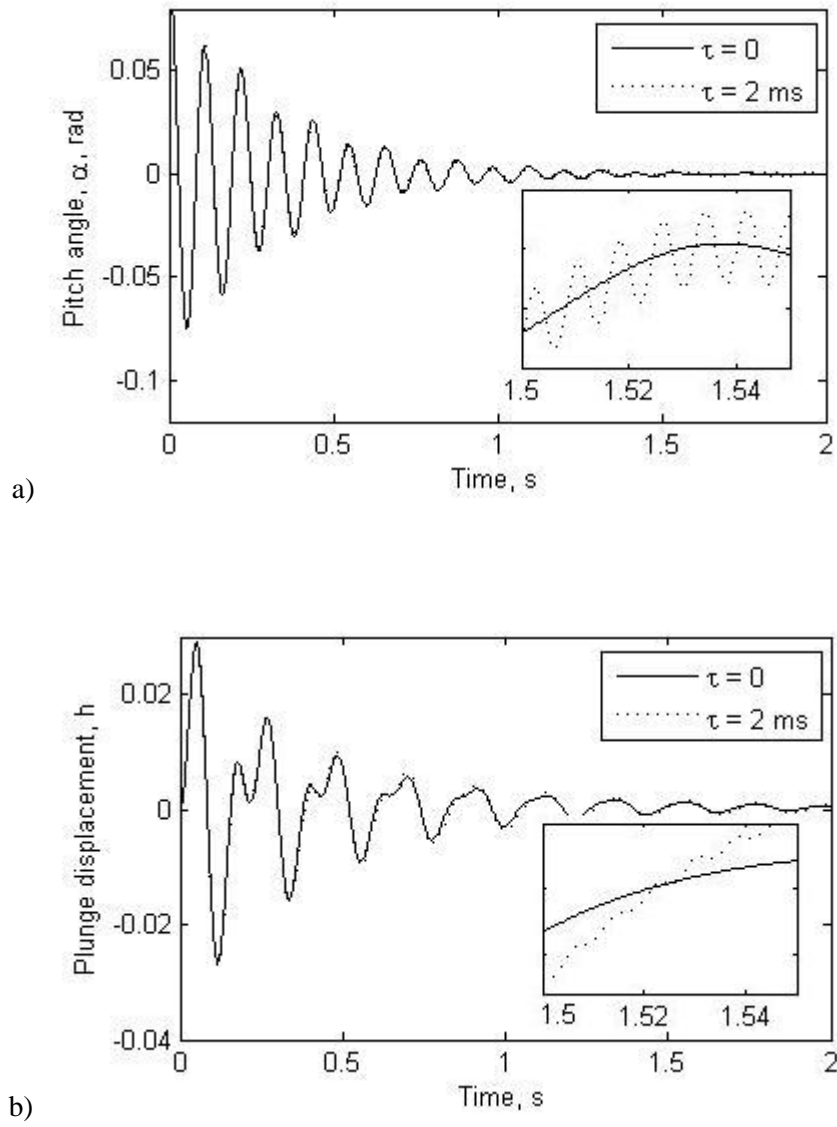 0.05
0
-0.05
-0.1
Pitch angle, α, rad
τ = 0
τ = 2 ms
1.5
1.52
1.54
0
0.5
1
1.5
2
Time, s
a)
0.02
0
-0.02
-0.04
Plunge displacement, h
τ = 0
τ = 2 ms
1.5
1.52
1.54
0
0.5
1
1.5
2
Time, s
b)